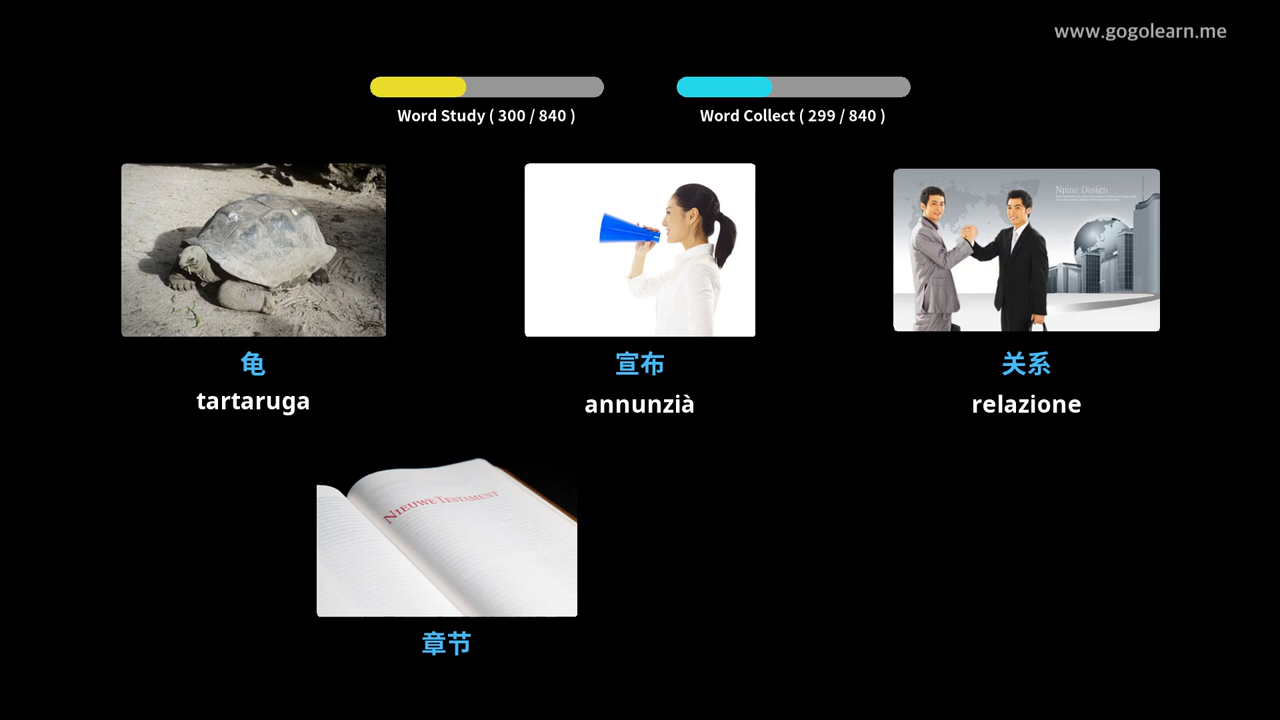 www.gogolearn.me
Word Study ( 300 / 840 )
Word Collect ( 299 / 840 )
Npine Design
龟
宣布
关系
tartaruga
annunzià
relazione
NIEUWE TESTAMENT
章节